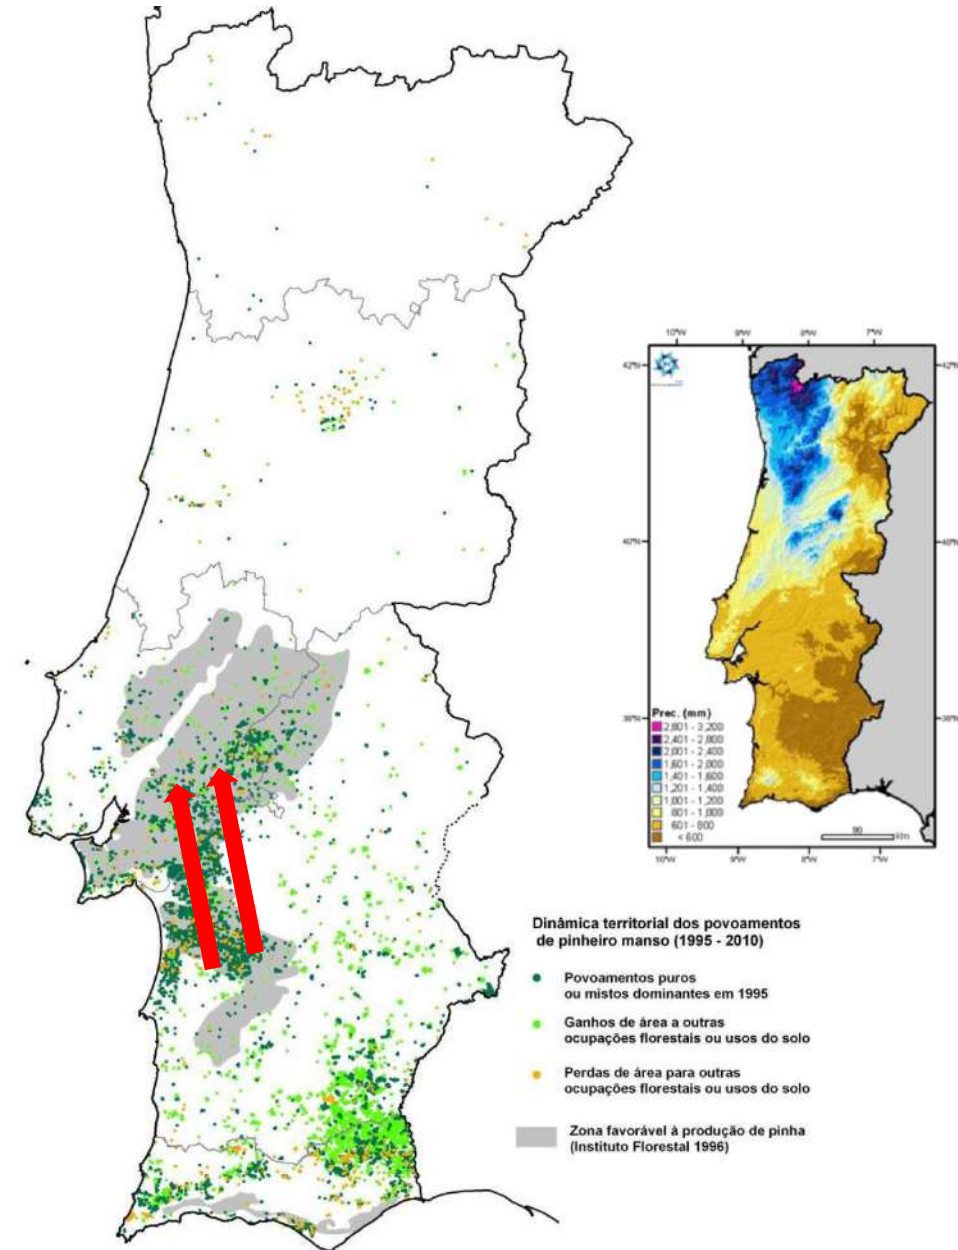 10°W 9°W 8°W 7°W
42°N 42°N
40°N 40°N
38°N 38°N
Prec. (mm)
2,801 - 3,200
2,401 - 2,800
2,001 - 2,400
1,601 - 2,000
1,401 - 1,600
1,201 - 1,400
1,001 - 1,200
801 - 1,000
601 - 800
< 600
90
km
10°W 9°W 8°W 7°W
Dinâmica territorial dos povoamentos
de pinheiro manso (1995 - 2010)
Povoamentos puros
ou mistos dominantes em 1995
Ganhos de área a outras
ocupações florestais ou usos do solo
Perdas de área para outras
ocupações florestais ou usos do solo
Zona favorável à produção de pinha
(Instituto Florestal 1996)